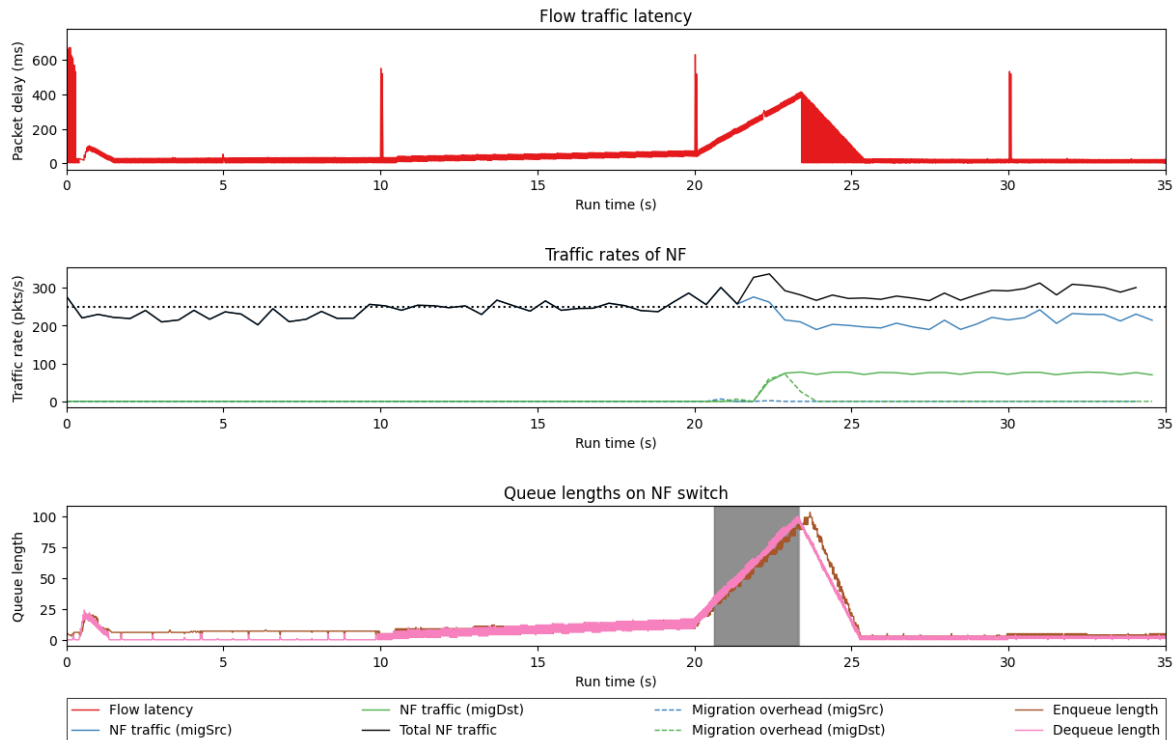 Flow traffic latency
Packet delay (ms)
600
400
200
0
0 5 10 15 20 25 30 35
Run time (s)
Traffic rates of NF
Traffic rate (pkts/s)
300
200
100
0
0 5 10 15 20 25 30 35
Run time (s)
Queue lengths on NF switch
Queue length
100
75
50
25
0
0 5 10 15 20 25 30 35
Run time (s)
Flow latency NF traffic (migDst) Migration overhead (migSrc) Enqueue length
NF traffic (migSrc) Total NF traffic Migration overhead (migDst) Dequeue length